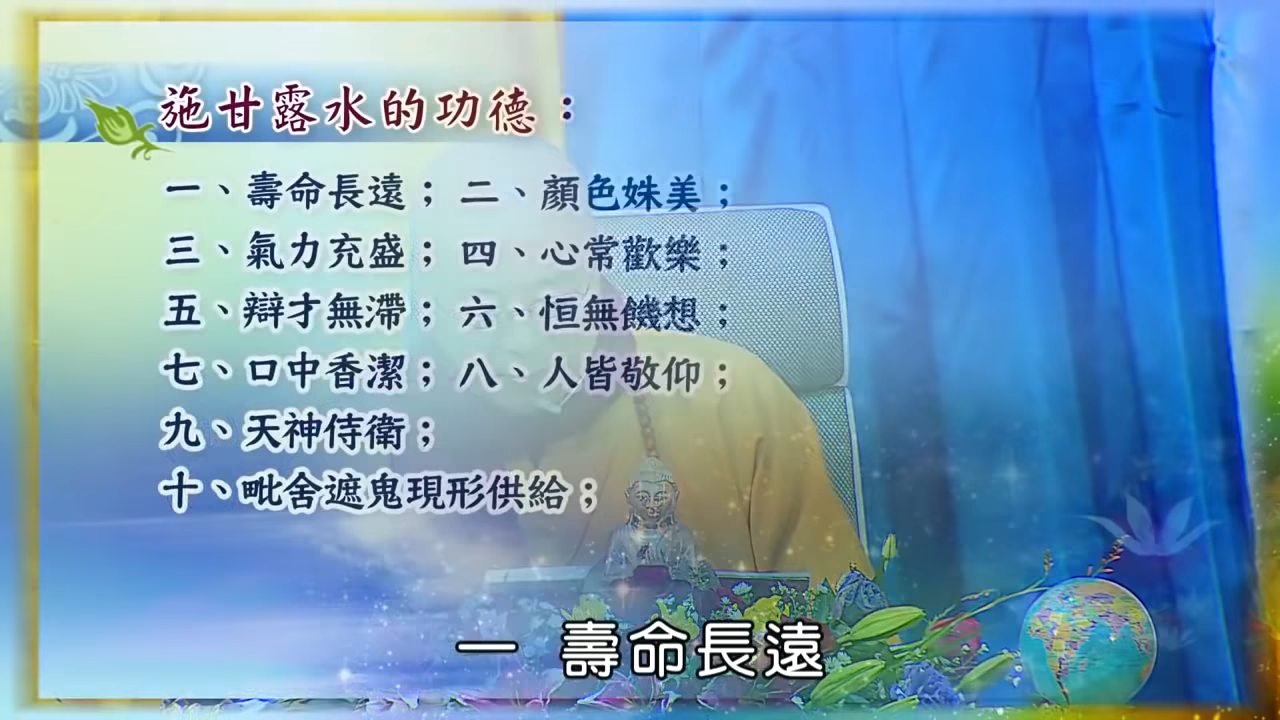 施甘露水的功德：
一、壽命長遠； 二、顏色姝美；
三、氣力充盛； 四、心常歡樂；
五、辯才無滯； 六、恒無饑想；
七、口中香潔； 八、人皆敬仰；
九、天神侍衛；
十、毗舍遮鬼現形供給；
一 壽命長遠